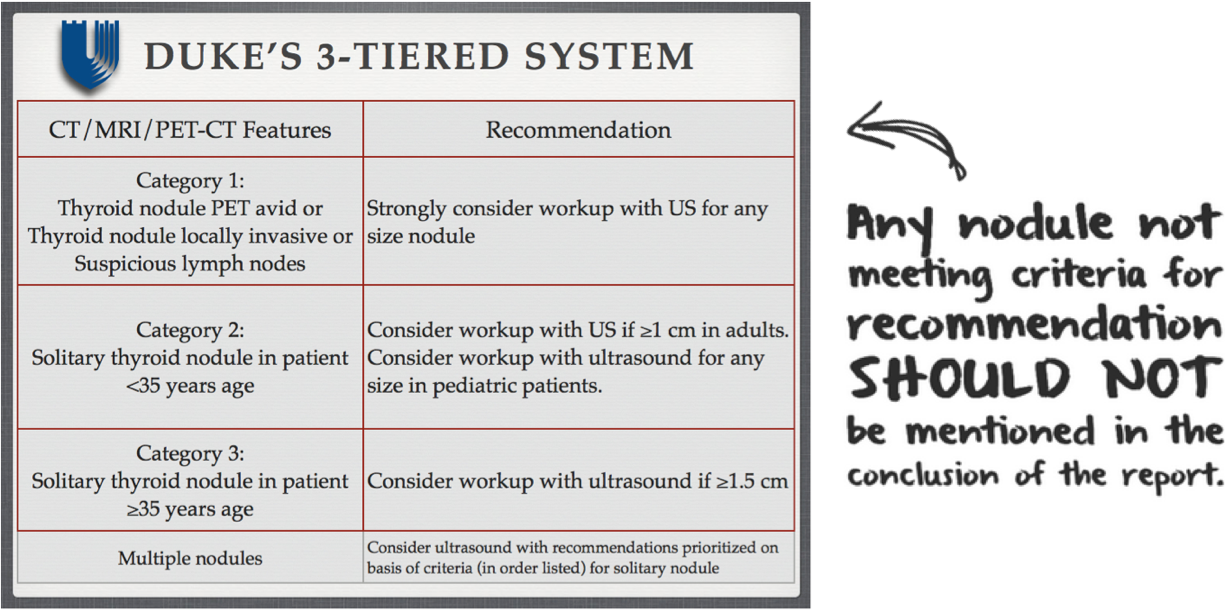 DUKE'S 3-TIERED SYSTEM
CT/MRI/PET-CT Features
Recommendation
Category 1:
Thyroid nodule PET avid or
Thyroid nodule locally invasive or
Suspicious lymph nodes
Strongly consider workup with US for any
size nodule
Category 2:
Solitary thyroid nodule in patient
<35 years age
Consider workup with US if ≥1 cm in adults.
Consider workup with ultrasound for any
size in pediatric patients.
Category 3:
Solitary thyroid nodule in patient
≥35 years age
Consider workup with ultrasound if ≥1.5 cm
Multiple nodules
Consider ultrasound with recommendations prioritized on
basis of criteria (in order listed) for solitary nodule
Any nodule not
meeting criteria for
recommendation
SHOULD NOT
be mentioned in the
conclusion of the report.